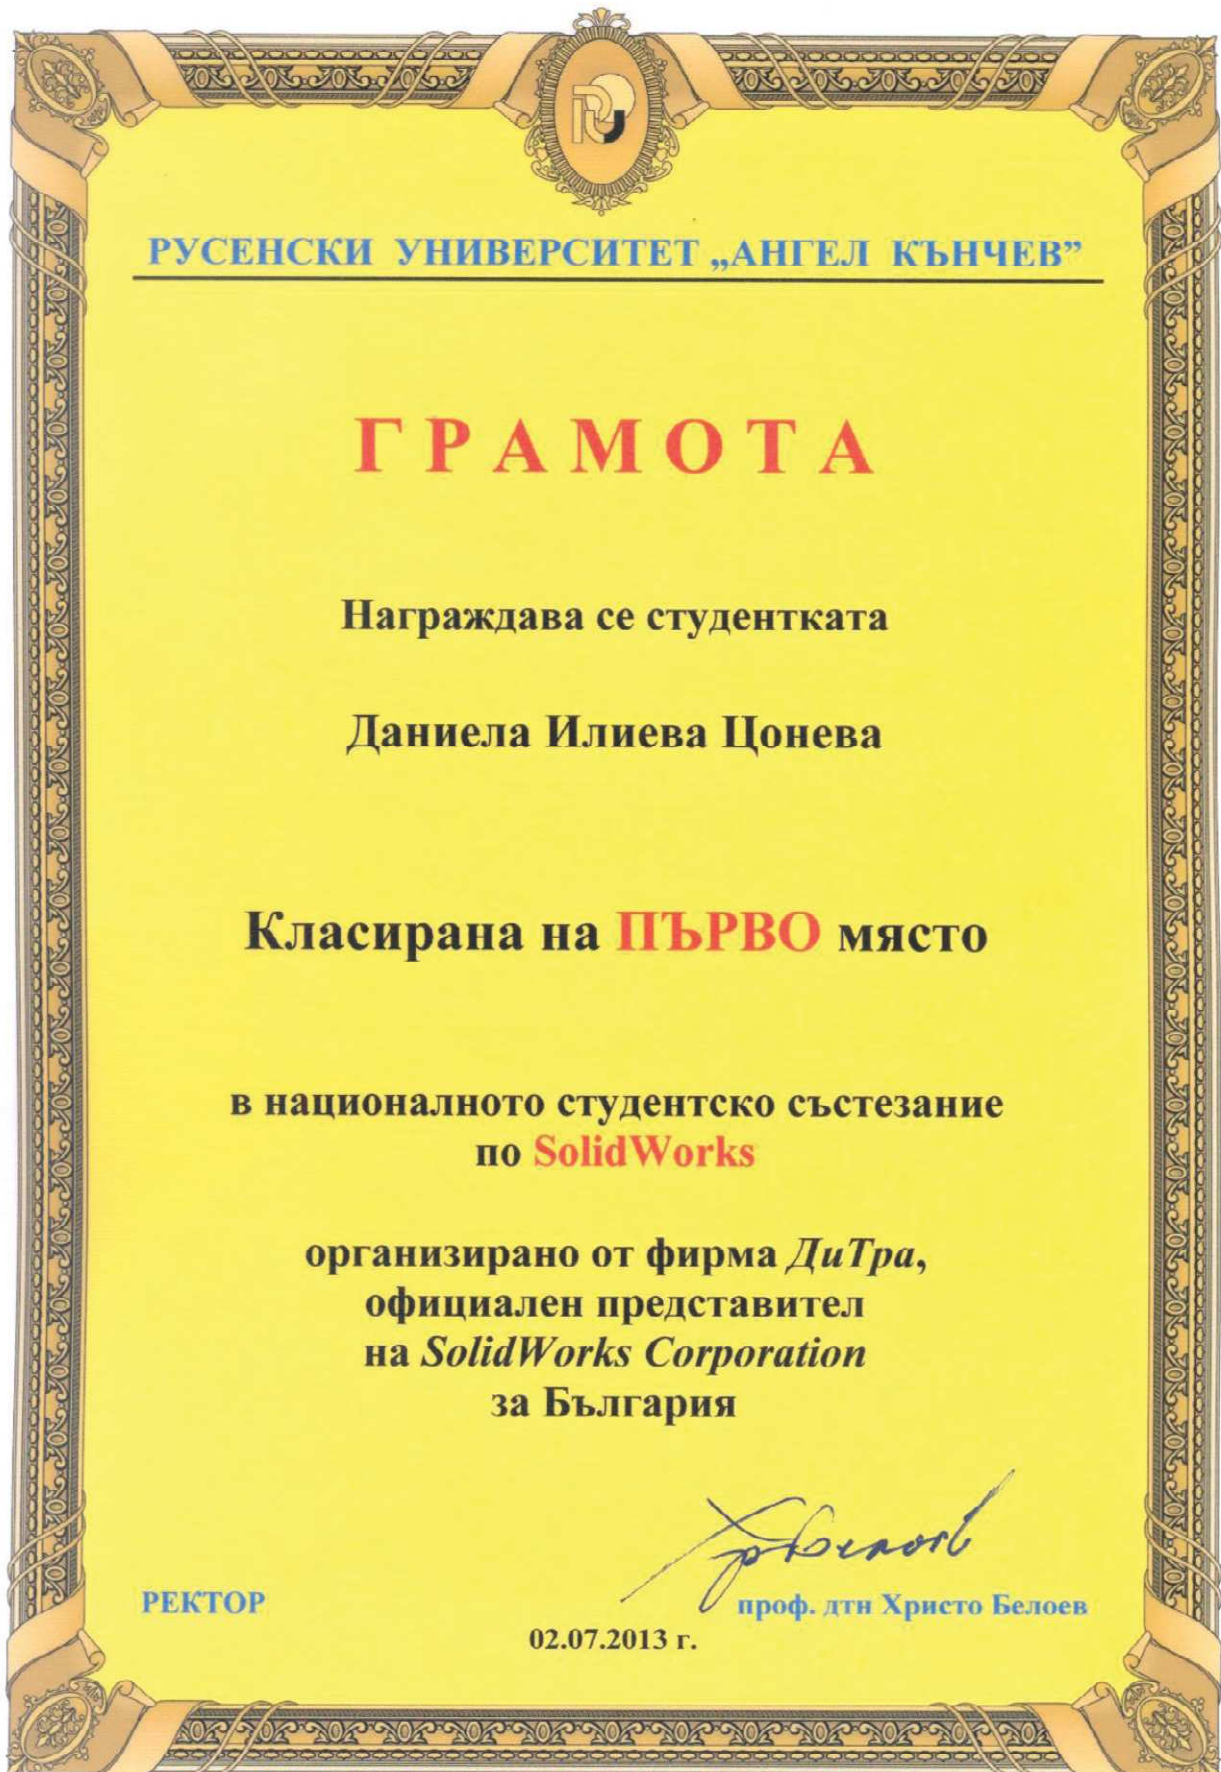 РУСЕНСКИ УНИВЕРСИТЕТ „АНГЕЛ КЪНЧЕВ”
ГРАМОТА
Награждава се студентката
Даниела Илиева Цонева
Класирана на ПЪРВО място
в националното студентско състезание
по SolidWorks
организирано от фирма ДиТра,
официален представител
на SolidWorks Corporation
за България
РЕКТОР
проф. дтн Христо Белоев
02.07.2013 г.